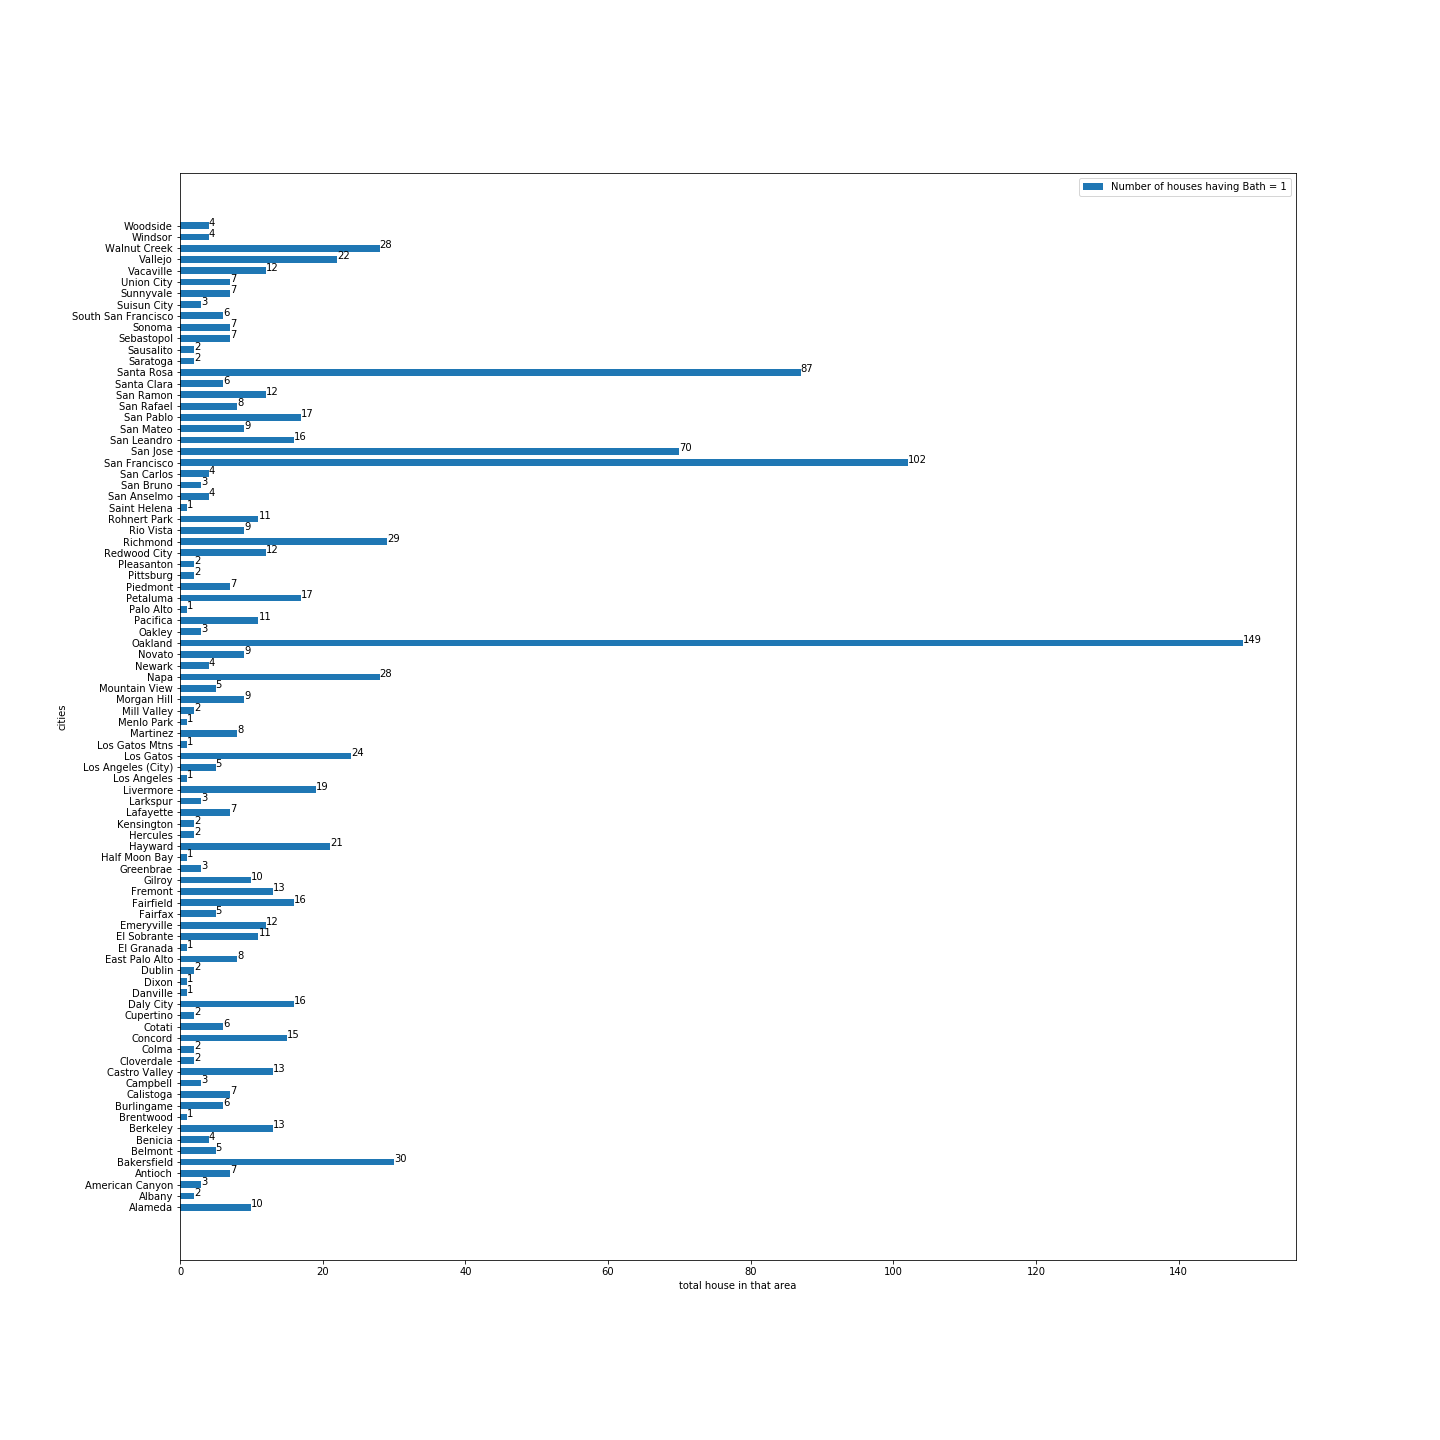 Number of houses having Bath = 1
Woodside 4
Windsor 4
Walnut Creek 28
Vallejo 22
Vacaville 12
Union City 7
Sunnyvale 7
Suisun City 3
South San Francisco 6
Sonoma 7
Sebastopol 7
Sausalito 2
Saratoga 2
Santa Rosa 87
Santa Clara 6
San Ramon 12
San Rafael 8
San Pablo 17
San Mateo 9
San Leandro 16
San Jose 70
San Francisco 102
San Carlos 4
San Bruno 3
San Anselmo 4
Saint Helena 1
Rohnert Park 11
Rio Vista 9
Richmond 29
Redwood City 12
Pleasanton 2
Pittsburg 2
Piedmont 7
Petaluma 17
Palo Alto 1
Pacifica 11
Oakley 3
Oakland 149
Novato 9
Newark 4
Napa 28
Mountain View 5
Morgan Hill 9
Mill Valley 2
Menlo Park 1
Martinez 8
Los Gatos Mtns 1
Los Gatos 24
Los Angeles (City) 5
Los Angeles 1
Livermore 19
Larkspur 3
Lafayette 7
Kensington 2
Hercules 2
Hayward 21
Half Moon Bay 1
Greenbrae 3
Gilroy 10
Fremont 13
Fairfield 16
Fairfax 5
Emeryville 12
El Sobrante 11
El Granada 1
East Palo Alto 8
Dublin 2
Dixon 1
Danville 1
Daly City 16
Cupertino 2
Cotati 6
Concord 15
Colma 2
Cloverdale 2
Castro Valley 13
Campbell 3
Calistoga 7
Burlingame 6
Brentwood 1
Berkeley 13
Benicia 4
Belmont 5
Bakersfield 30
Antioch 7
American Canyon 3
Albany 2
Alameda 10
cities
0 20 40 60 80 100 120 140
total house in that area